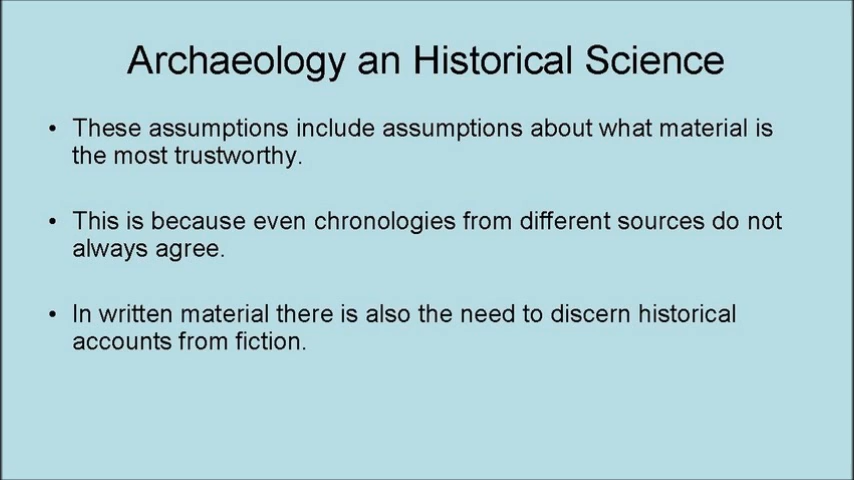 Archaeology an Historical Science
• These assumptions include assumptions about what material is
the most trustworthy.
• This is because even chronologies from different sources do not
always agree.
• In written material there is also the need to discern historical
accounts from fiction.